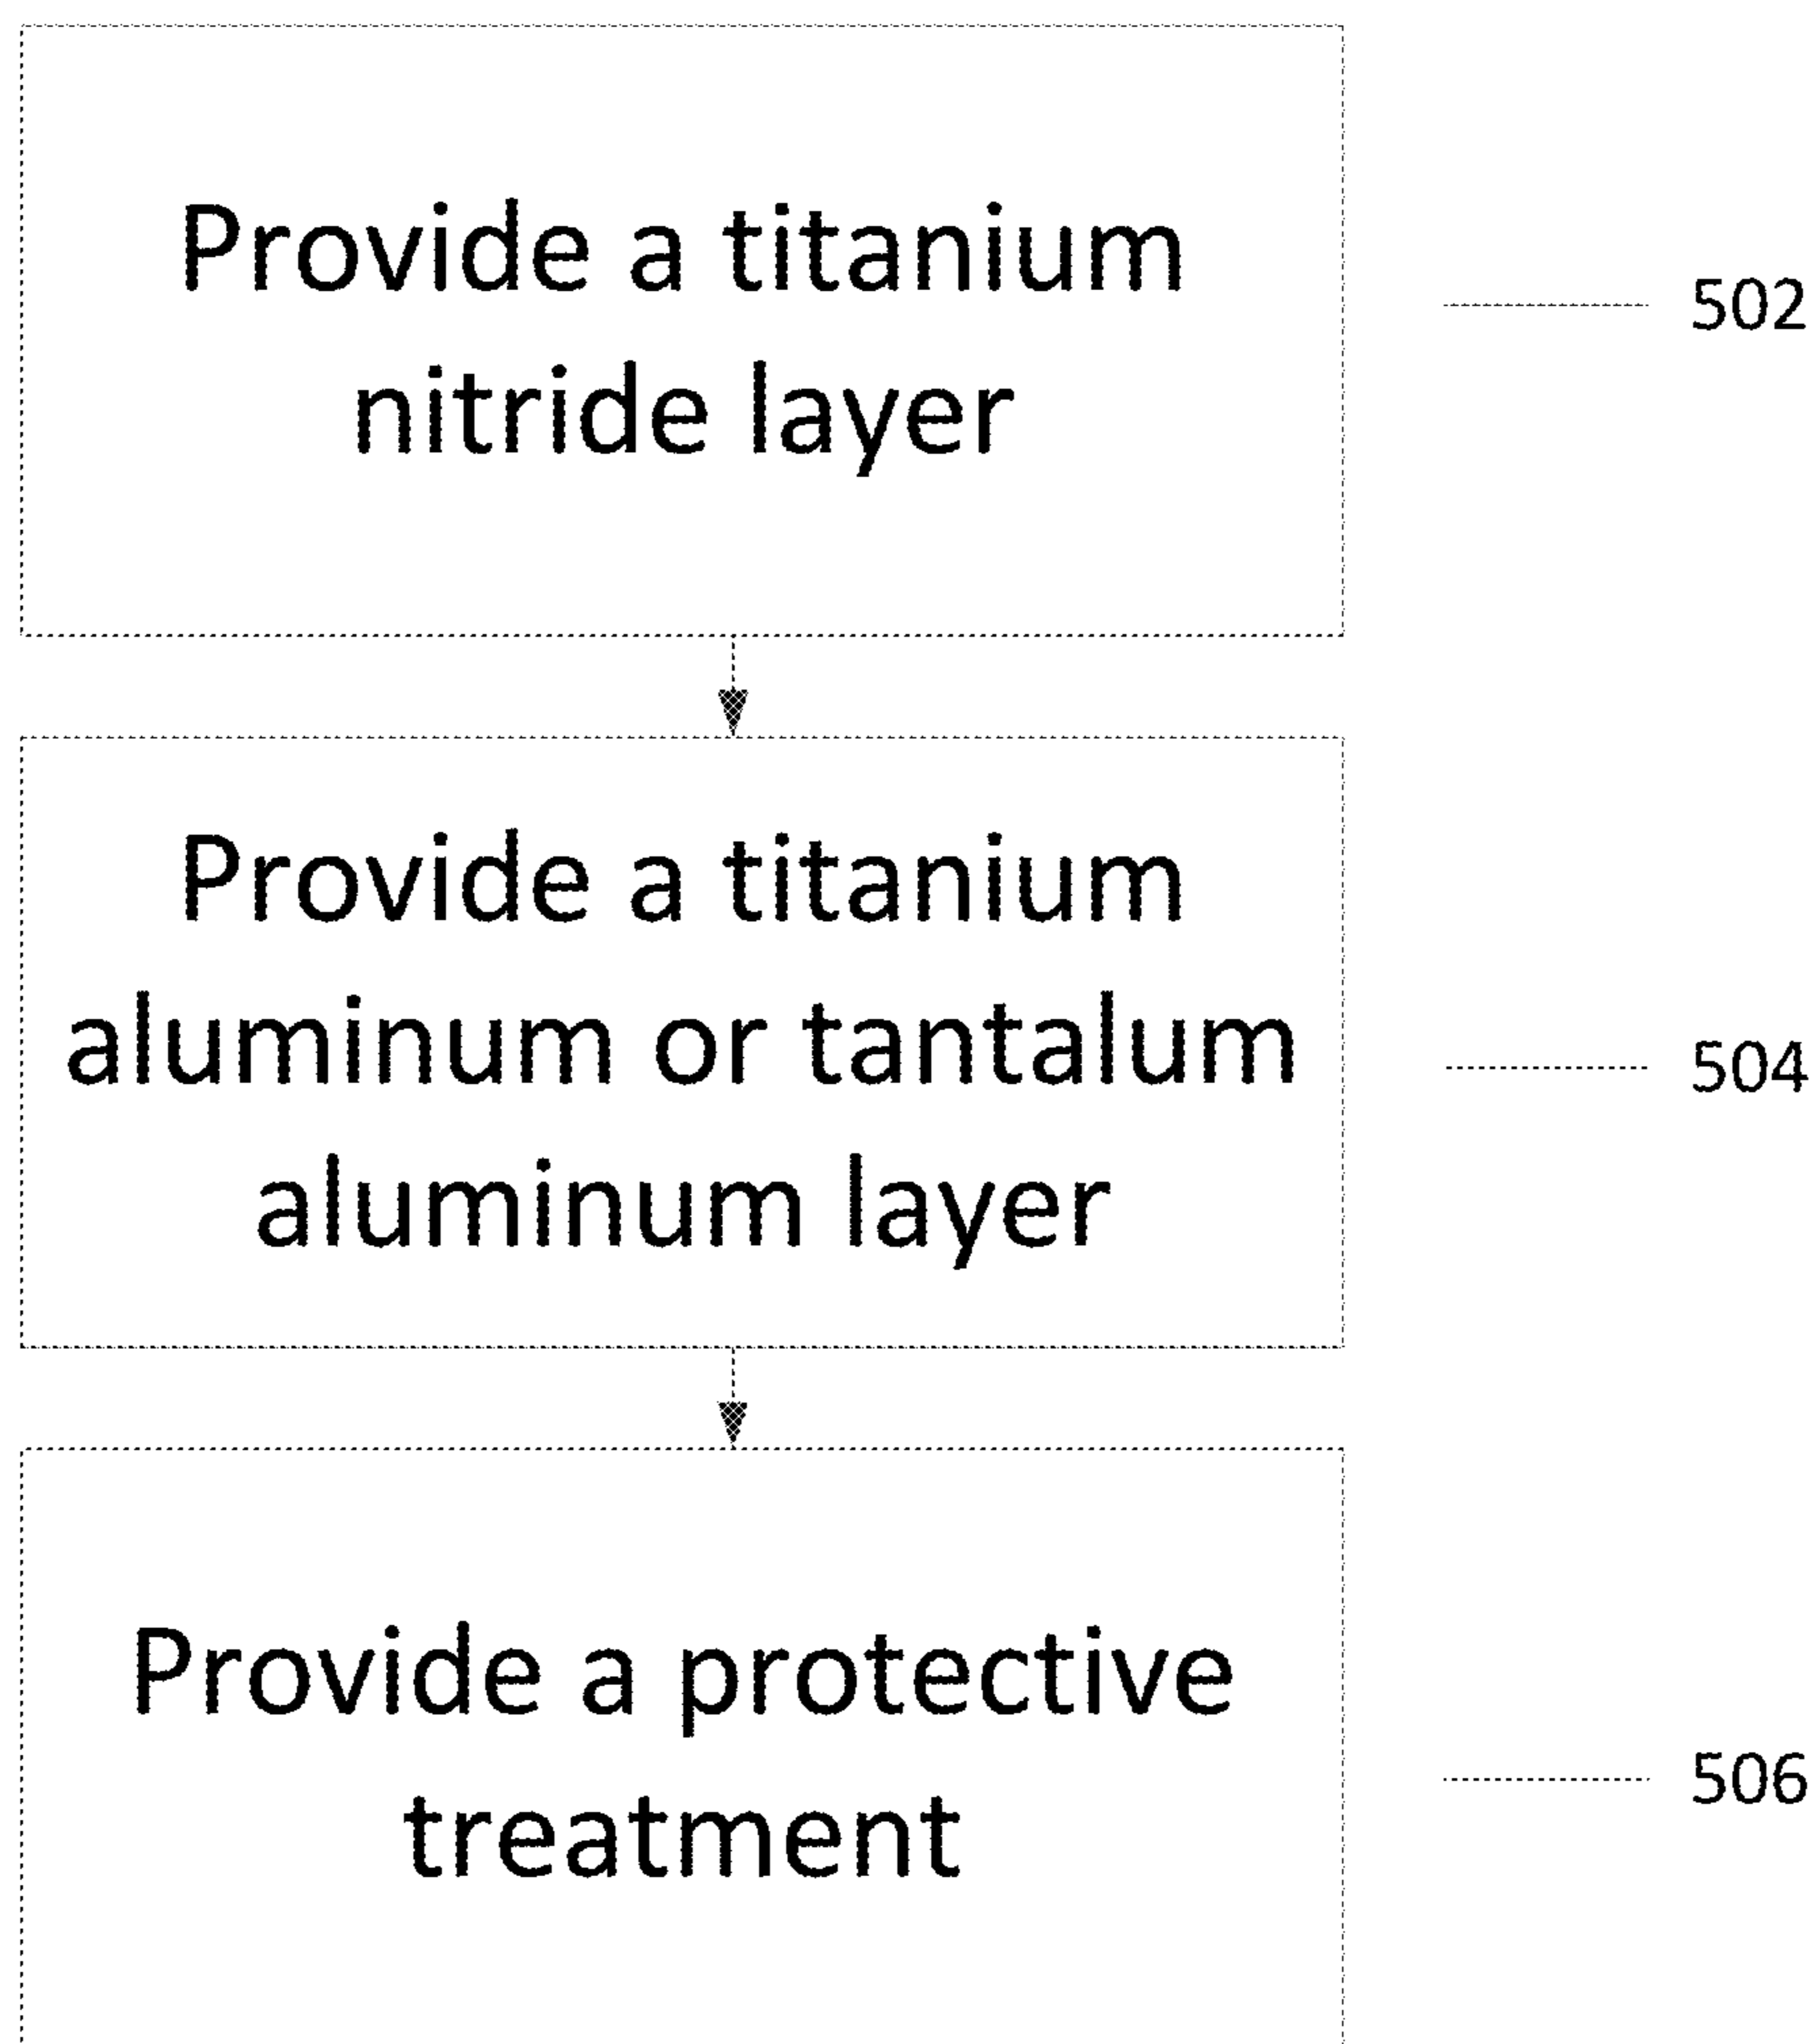 Provide a titanium
nitride layer
502
Provide a titanium
aluminum or tantalum
aluminum layer
504
Provide a protective
treatment
506